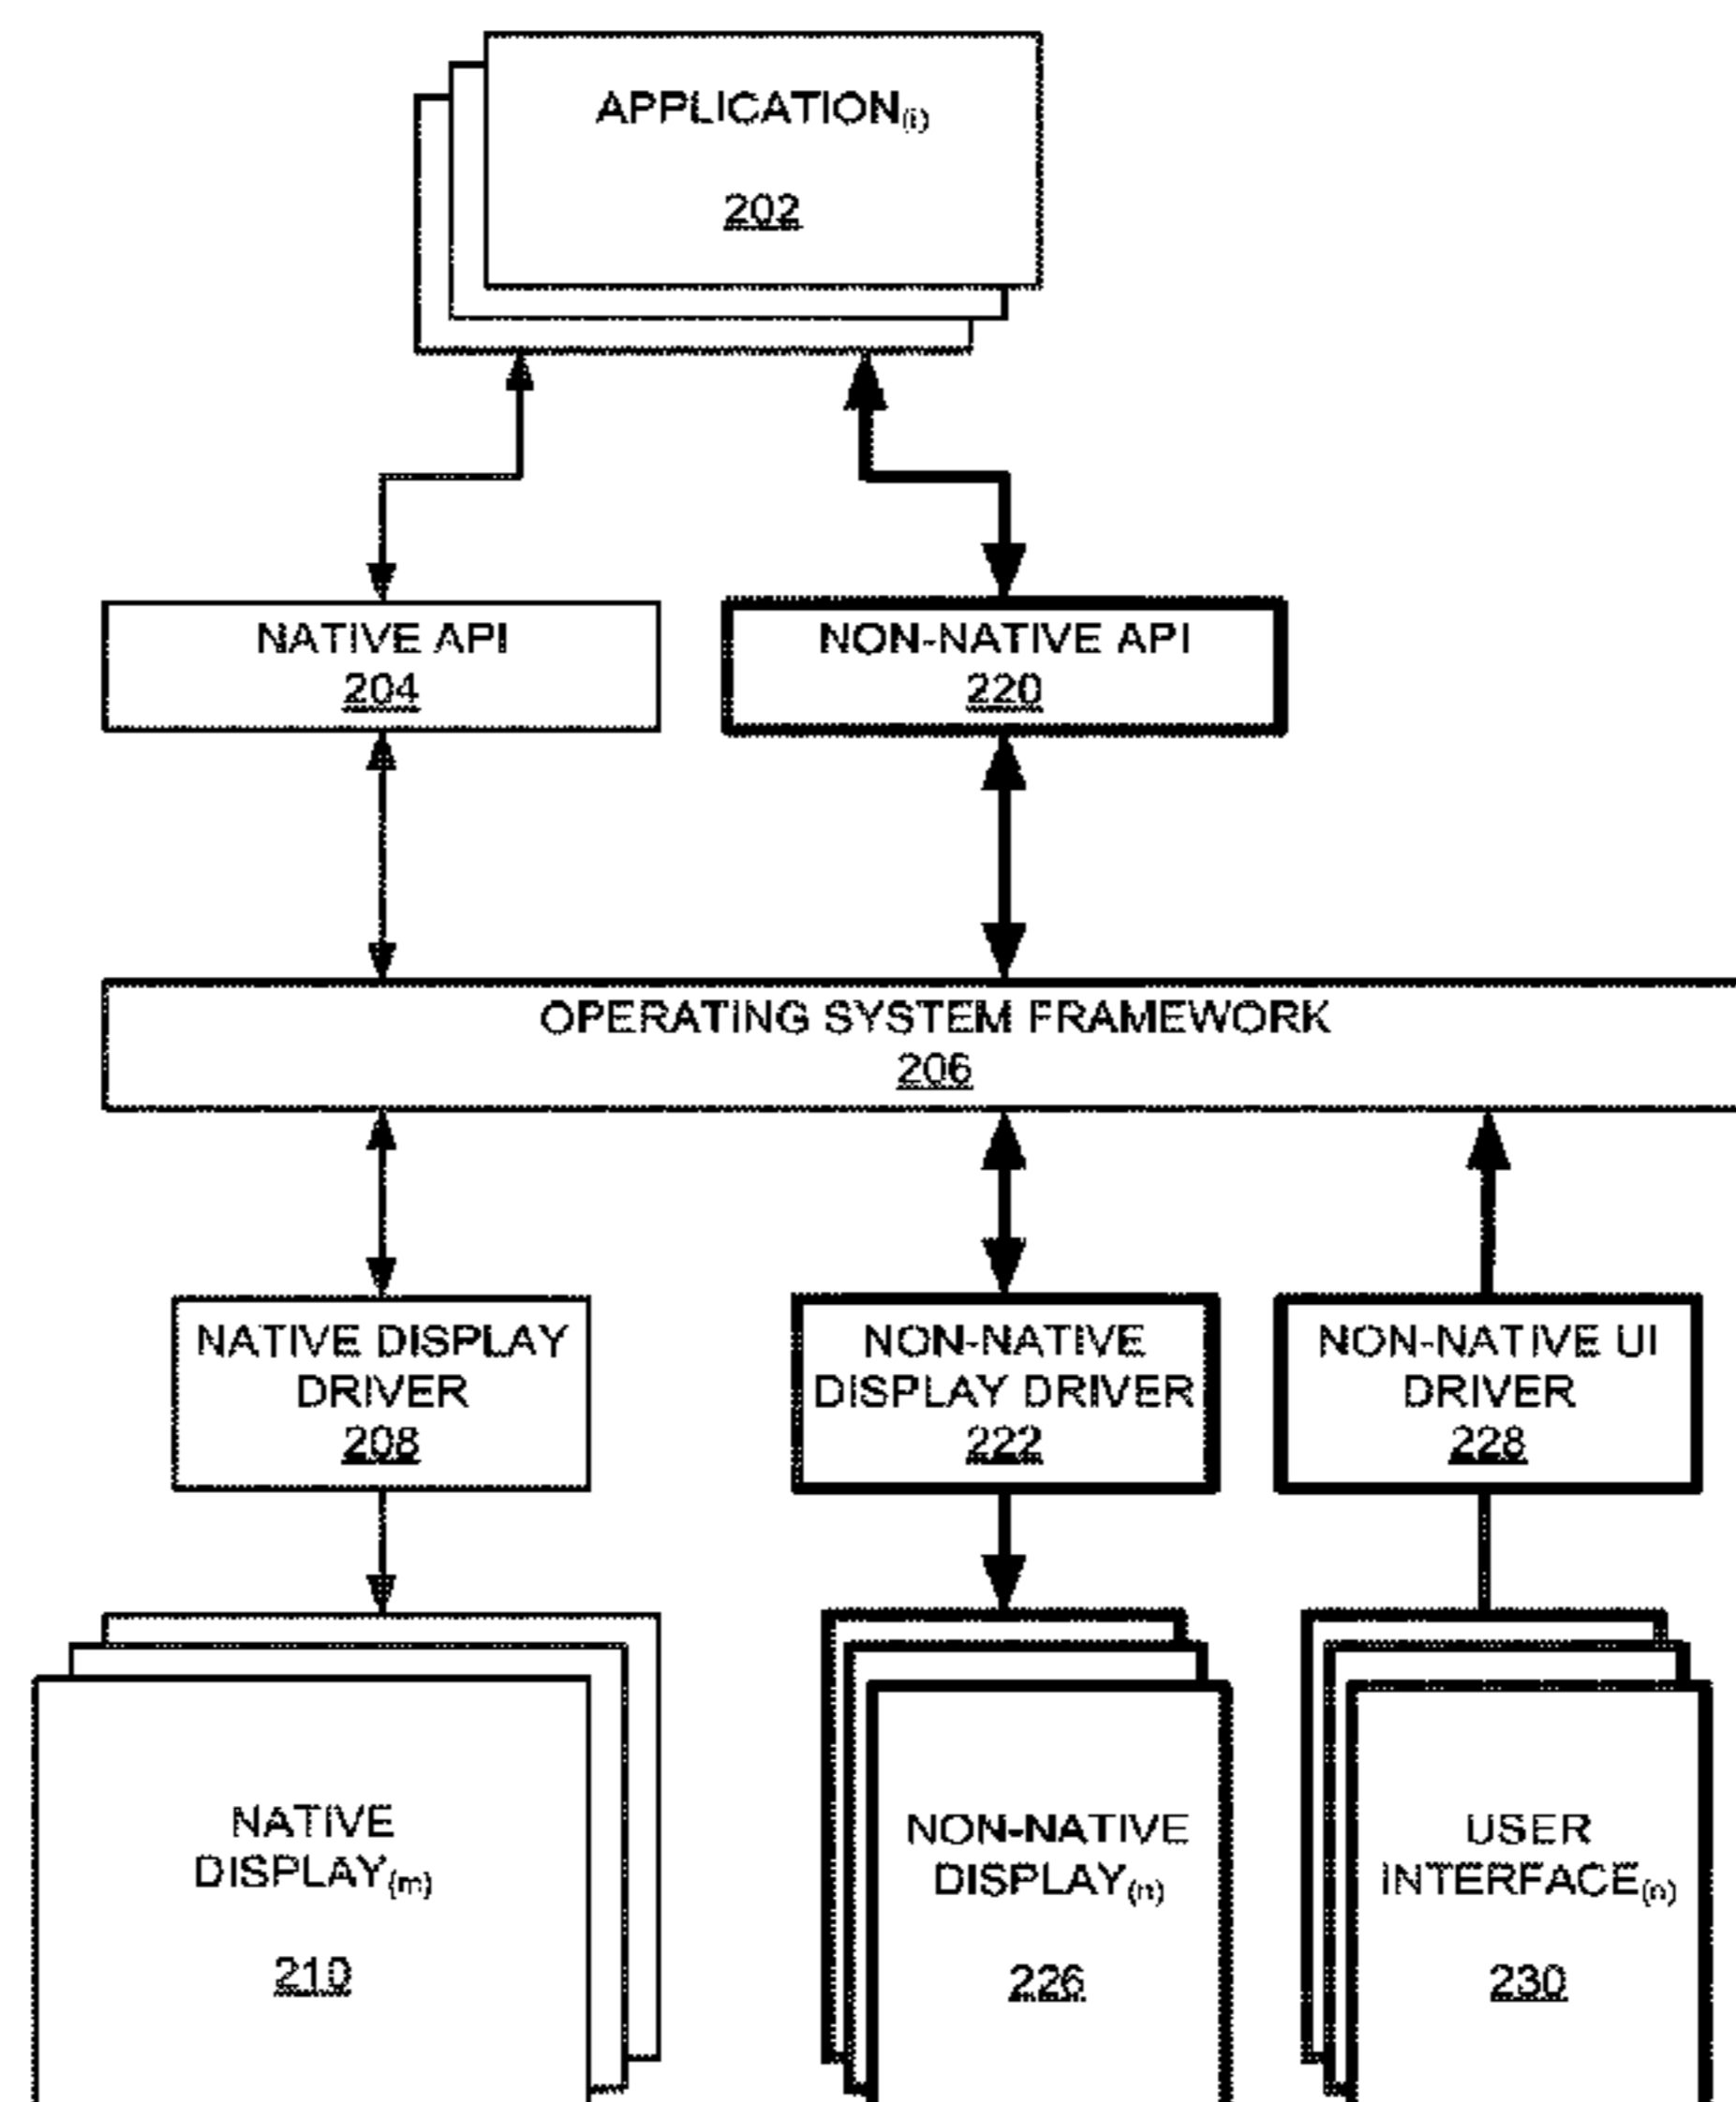 APPLICATION(i)
202
NATIVE API
204
NON-NATIVE API
220
OPERATING SYSTEM FRAMEWORK
206
NATIVE DISPLAY
DRIVER
208
NON-NATIVE
DISPLAY DRIVER
222
NON-NATIVE UI
DRIVER
228
NATIVE
DISPLAY(m)
210
NON-NATIVE
DISPLAY(n)
226
USER
INTERFACE(n)
230